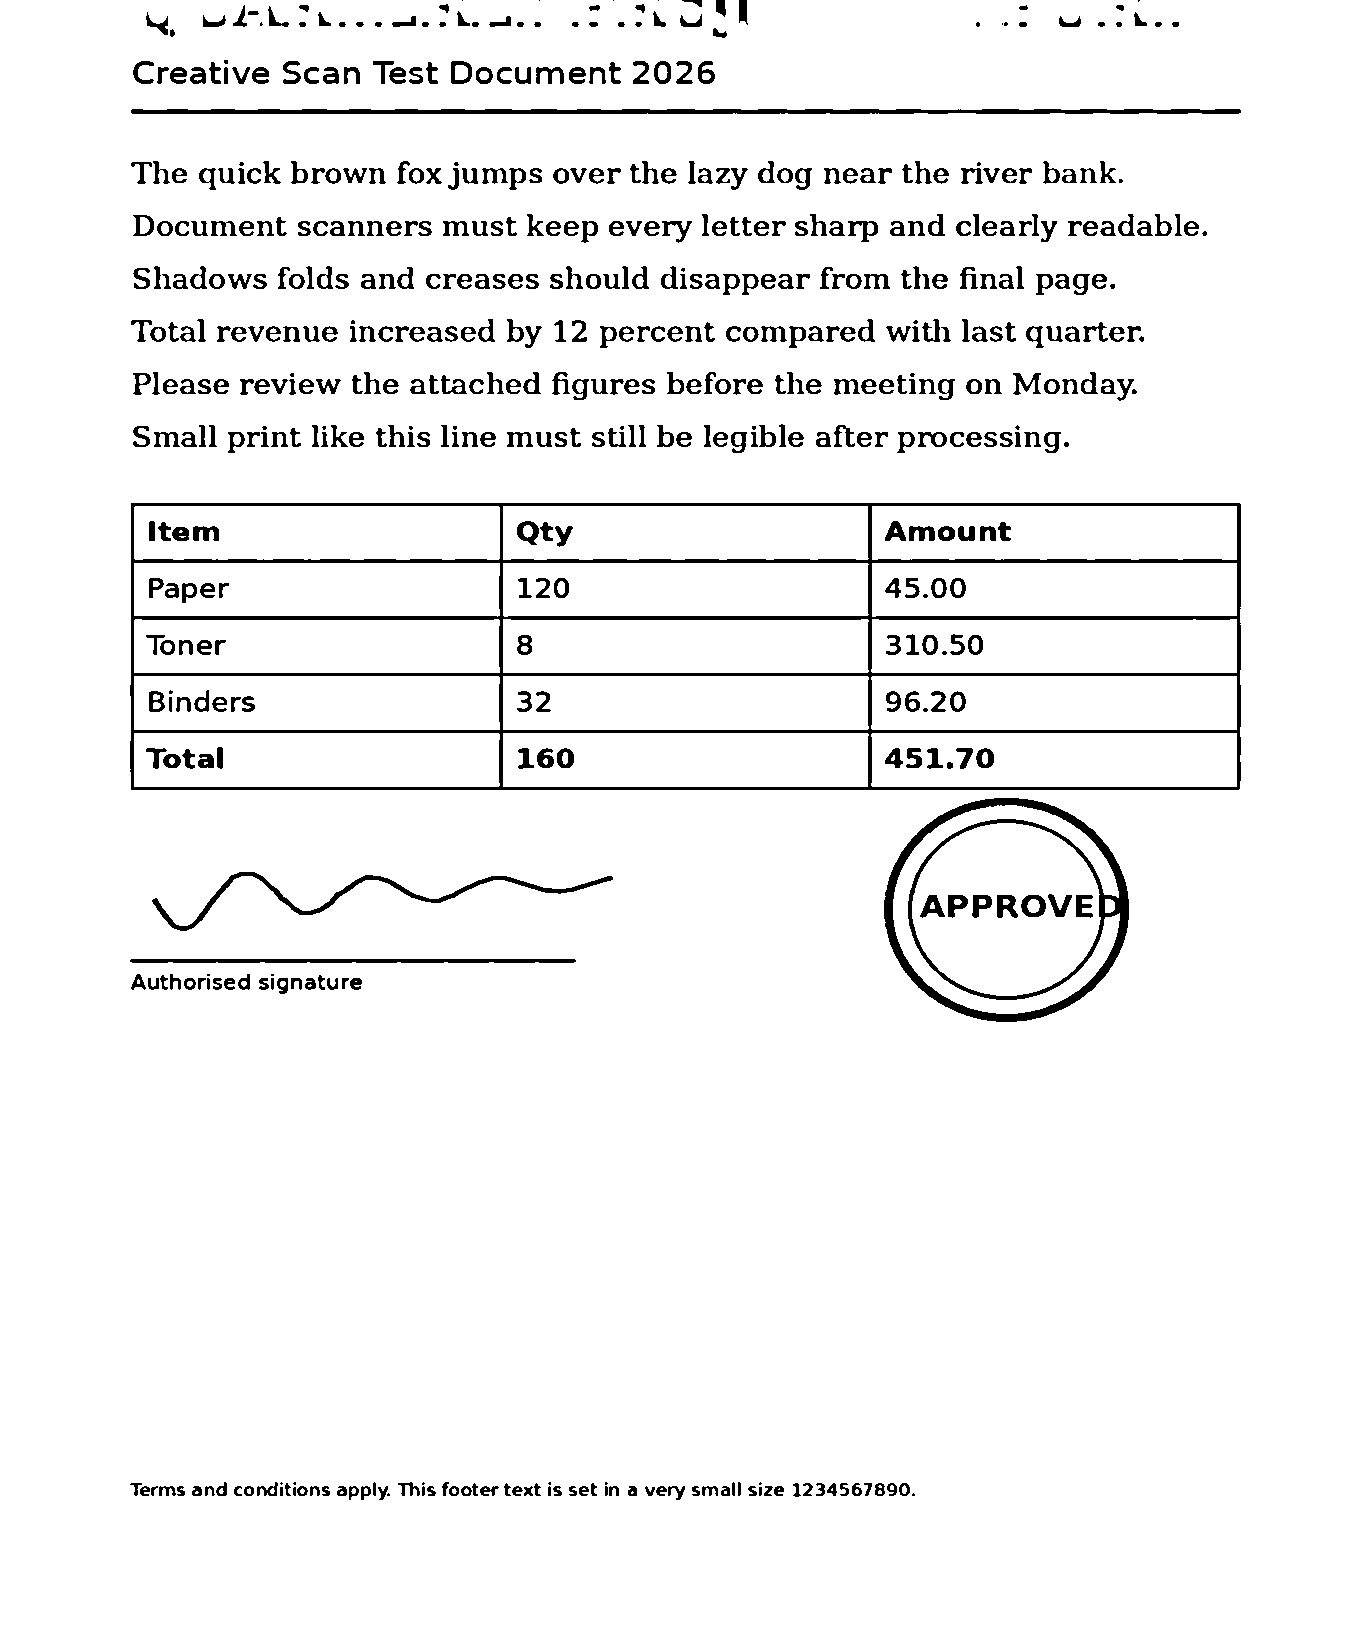 Creative Scan Test Document 2026
The quick brown fox jumps over the lazy dog near the river bank.
Document scanners must keep every letter sharp and clearly readable.
Shadows folds and creases should disappear from the final page.
Total revenue increased by 12 percent compared with last quarter.
Please review the attached figures before the meeting on Monday.
Small print like this line must still be legible after processing.
Item Qty Amount
Paper 120 45.00
Toner 8 310.50
Binders 32 96.20
Total 160 451.70
APPROVED
Authorised signature
Terms and conditions apply. This footer text is set in a very small size 1234567890.